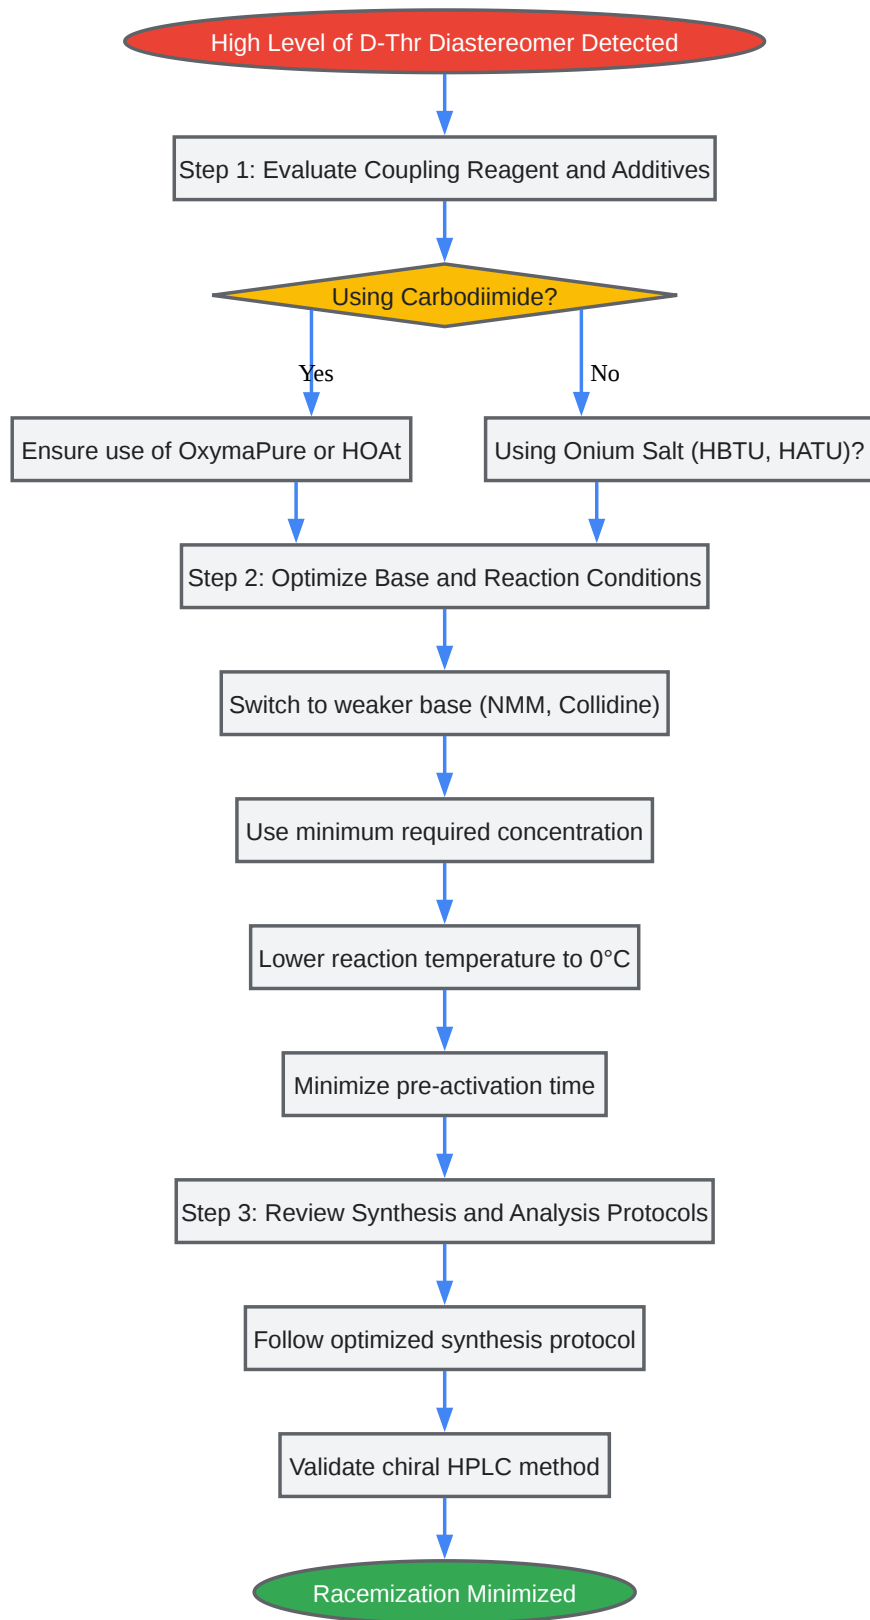 High Level of D-Thr Diastereomer Detected
Step 1: Evaluate Coupling Reagent and Additives
Using Carbodiimide?
Yes
No
Ensure use of OxymaPure or HOAt
Using Onium Salt (HBTU, HATU)?
Step 2: Optimize Base and Reaction Conditions
Switch to weaker base (NMM, Collidine)
Use minimum required concentration
Lower reaction temperature to 0°C
Minimize pre-activation time
Step 3: Review Synthesis and Analysis Protocols
Follow optimized synthesis protocol
Validate chiral HPLC method
Racemization Minimized